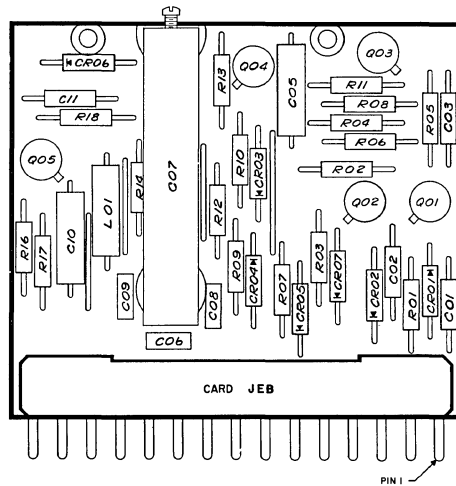 CR06
C11
R18
Q05
R16
R17
C10
L01
R14
C09
C07
C06
C08
R13
Q04
C05
R10
CR03
R12
R09
CR04
R07
CR05
Q03
R11
R08
R04
R06
R02
R05
C03
Q02
Q01
R03
CR07
CR02
C02
R01
CR01
C01
CARD JEB
PIN 1